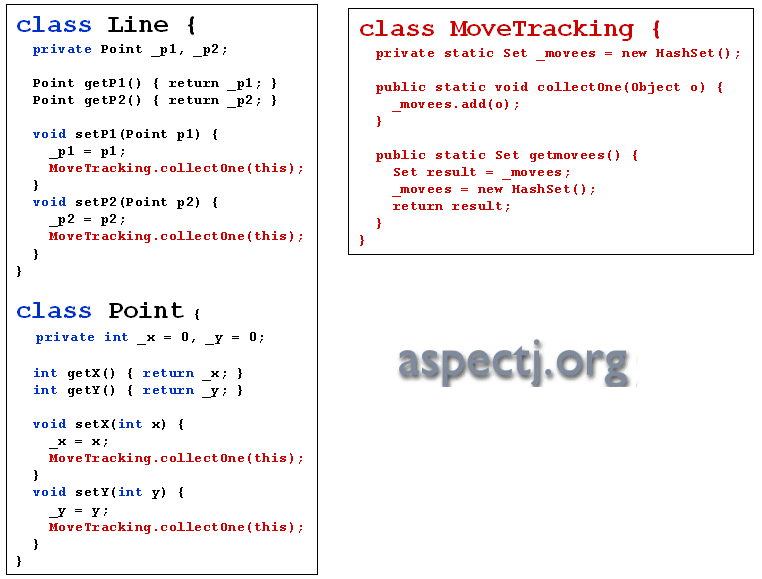 class Line {
private Point _p1, _p2;
Point getP1() { return _p1; }
Point getP2() { return _p2; }
void setP1(Point p1) {
_p1 = p1;
MoveTracking.collectOne(this);
}
void setP2(Point p2) {
_p2 = p2;
MoveTracking.collectOne(this);
}
}
class Point {
private int _x = 0, _y = 0;
int getX() { return _x; }
int getY() { return _y; }
void setX(int x) {
_x = x;
MoveTracking.collectOne(this);
}
void setY(int y) {
_y = y;
MoveTracking.collectOne(this);
}
}
class MoveTracking {
private static Set _movees = new HashSet();
public static void collectOne(Object o) {
_movees.add(o);
}
public static Set getmovees() {
Set result = _movees;
_movees = new HashSet();
return result;
}
}
aspectj.org